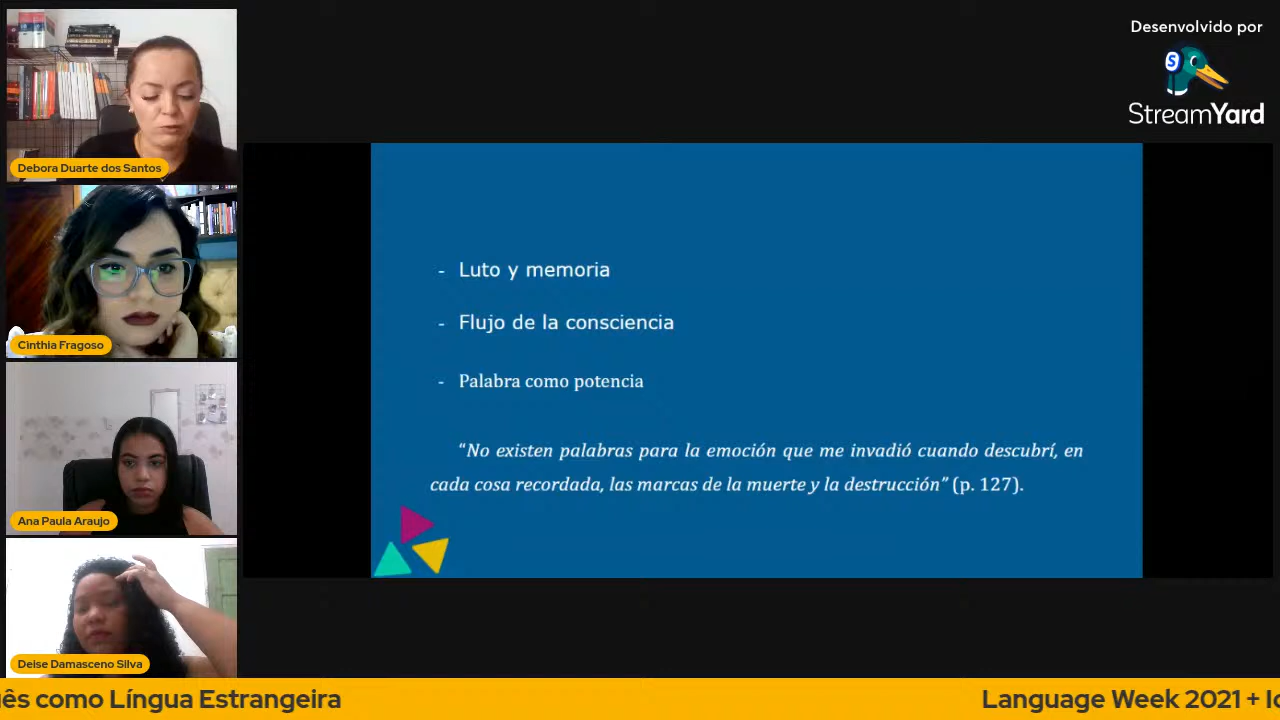 Desenvolvido por
StreamYard
Debora Duarte dos Santos
Cinthia Fragoso
Ana Paula Araujo
Deise Damasceno Silva
- Luto y memoria
- Flujo de la consciencia
- Palabra como potencia
“No existen palabras para la emoción que me invadió cuando descubrí, en
cada cosa recordada, las marcas de la muerte y la destrucción” (p. 127).
ês como Língua Estrangeira
Language Week 2021 +